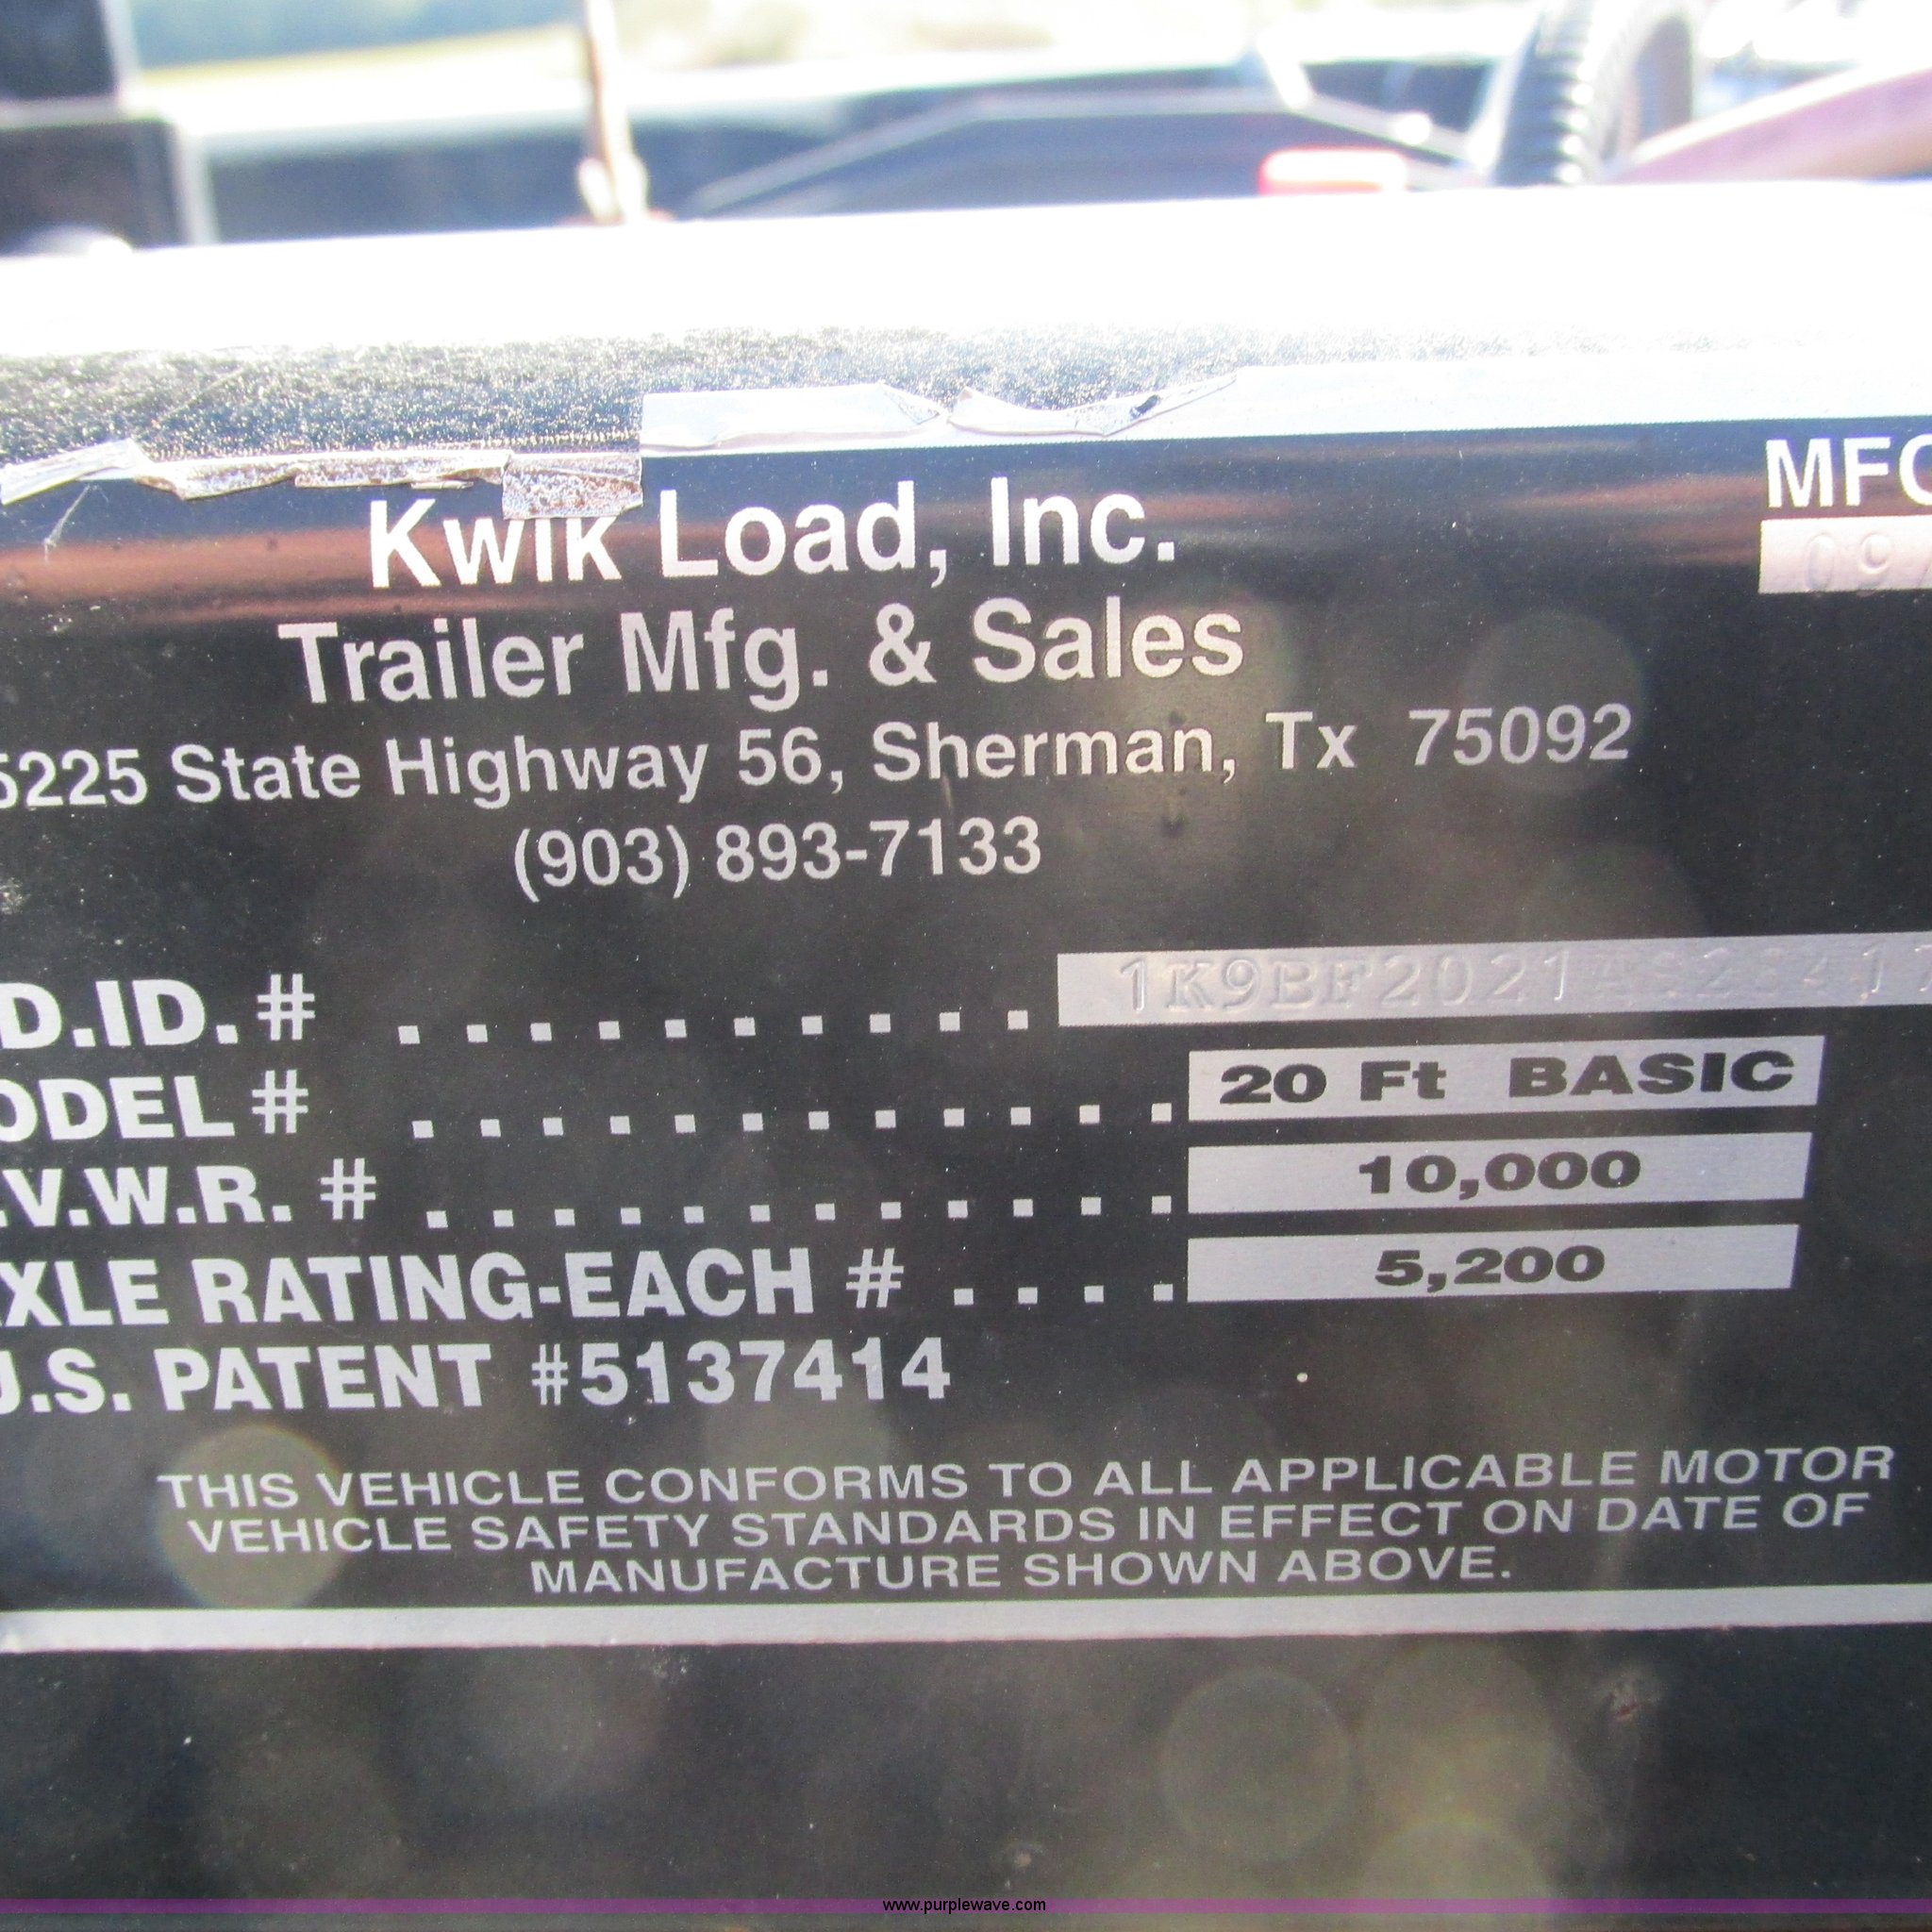 Kwik Load, Inc.
MFG
09/
Trailer Mfg. & Sales
5225 State Highway 56, Sherman, Tx 75092
(903) 893-7133
D.ID. # . . . . . . . . . .
ODEL # . . . . . . . . . . . . 20 Ft BASIC
.V.W.R. # . . . . . . . . . . . . 10,000
XLE RATING-EACH # . . . . 5,200
U.S. PATENT #5137414
THIS VEHICLE CONFORMS TO ALL APPLICABLE MOTOR
VEHICLE SAFETY STANDARDS IN EFFECT ON DATE OF
MANUFACTURE SHOWN ABOVE.
www.purplewave.com